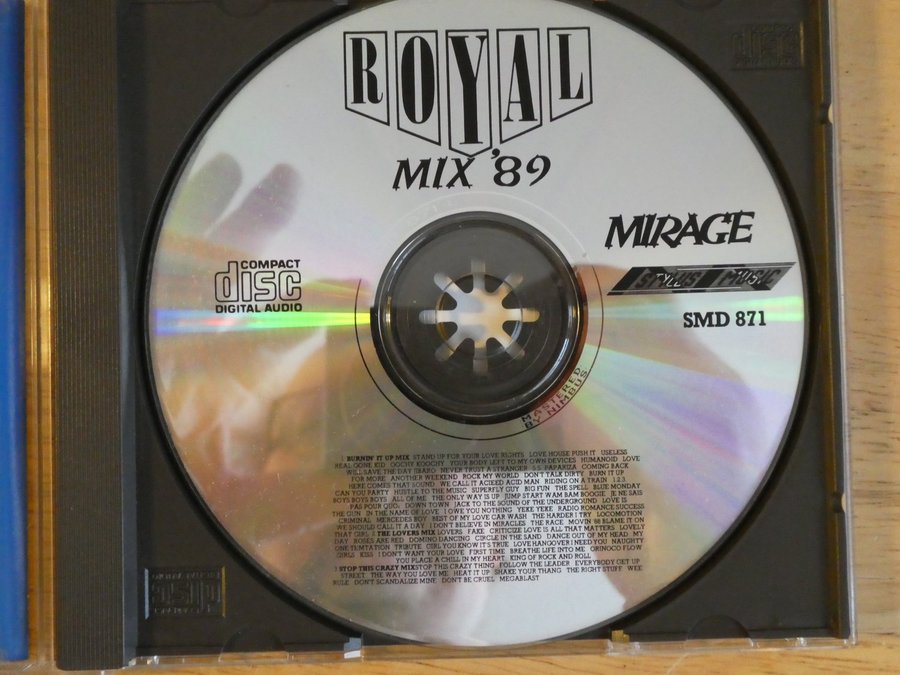 ROYAL
MIX '89
MIRAGE
STYLUS MUSIC
COMPACT
disc
DIGITAL AUDIO
SMD 871
MASTERED
BY NIMBUS
1 BURNIN' IT UP MIX STAND UP FOR YOUR LOVE RIGHTS LOVE HOUSE PUSH IT USELESS
REAL GONE KID OOCHY KOOCHY YOUR BODY LEFT TO MY OWN DEVICES HUMANOID LOVE
WILL SAVE THE DAY JIBARO NEVER TRUST A STRANGER S-S-PAPARIZA COMING BACK
FOR MORE ANOTHER WEEKEND ROCK MY WORLD DON'T TALK DIRTY BURN IT UP
HERE COMES THAT SOUND WE CALL IT ACIEED ACID MAN RIDING ON A TRAIN 1.2.3.
CAN YOU PARTY HUSTLE TO THE MUSIC SUPERFLY GUY BIG FUN THE SPELL BLUE MONDAY
BOYS BOYS BOYS ALL OF ME THE ONLY WAY IS UP JUMP START WAM BAM BOOGIE JE NE SAIS
PAS POUR QUOI DOWN TOWN JACK TO THE SOUND OF THE UNDERGROUND LOVE IS
THE GUN IN THE NAME OF LOVE I OWE YOU NOTHING YEKE YEKE RADIO ROMANCE SUCCESS
CRIMINAL MERCEDES BOY BEST OF MY LOVE CAR WASH THE HARDER I TRY LOCOMOTION
WE SHOULD CALL IT A DAY I DON'T BELIEVE IN MIRACLES THE RACE MOVIN '88 BLAME IT ON
THAT GIRL 2 THE LOVERS MIX LOVERS FAKE CRITICIZE LOVE IS ALL THAT MATTERS LOVELY
DAY ROSES ARE RED DOMINO DANCING CIRCLE IN THE SAND DANCE OUT OF MY HEAD MY
ONE TEMTATION TRIBUTE GIRL YOU KNOW IT'S TRUE LOVE HANGOVER I NEED YOU NAUGHTY
GIRLS KISS I DON'T WANT YOUR LOVE FIRST TIME BREATHE LIFE INTO ME ORINOCO FLOW
YOU PLACE A CHILL IN MY HEART KING OF ROCK AND ROLL
3 STOP THIS CRAZY MIX STOP THIS CRAZY THING FOLLOW THE LEADER EVERYBODY GET UP
STREET THE WAY YOU LOVE ME HEAT IT UP SHAKE YOUR THANG THE RIGHT STUFF WEE
RULE DON'T SCANDALIZE MINE DON'T BE CRUEL MEGABLAST